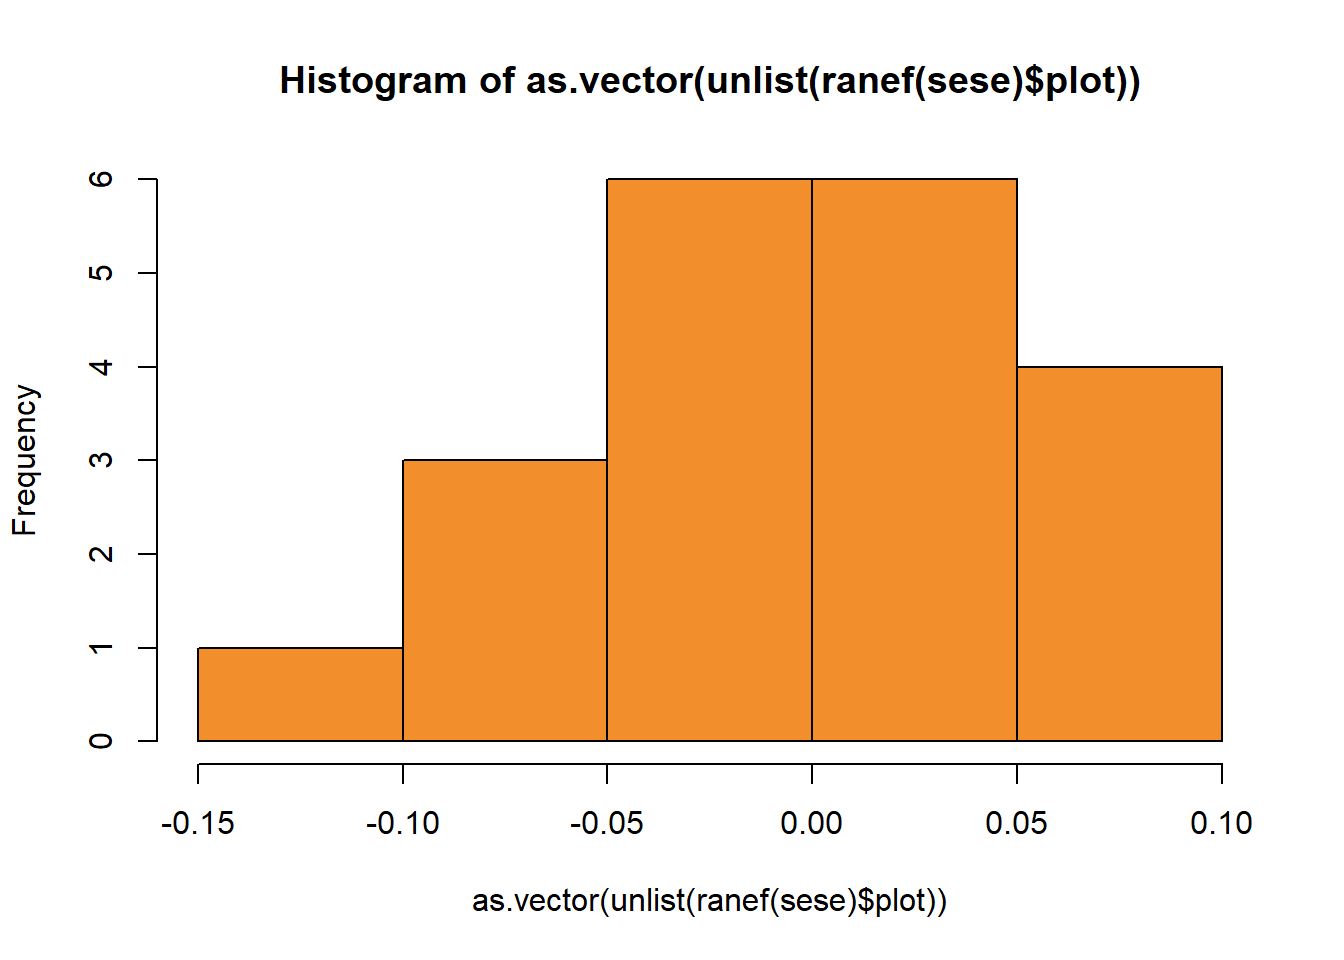 Histogram of as.vector(unlist(ranef(sese)$plot))
Frequency
6
5
4
3
2
1
0
-0.15 -0.10 -0.05 0.00 0.05 0.10
as.vector(unlist(ranef(sese)$plot))